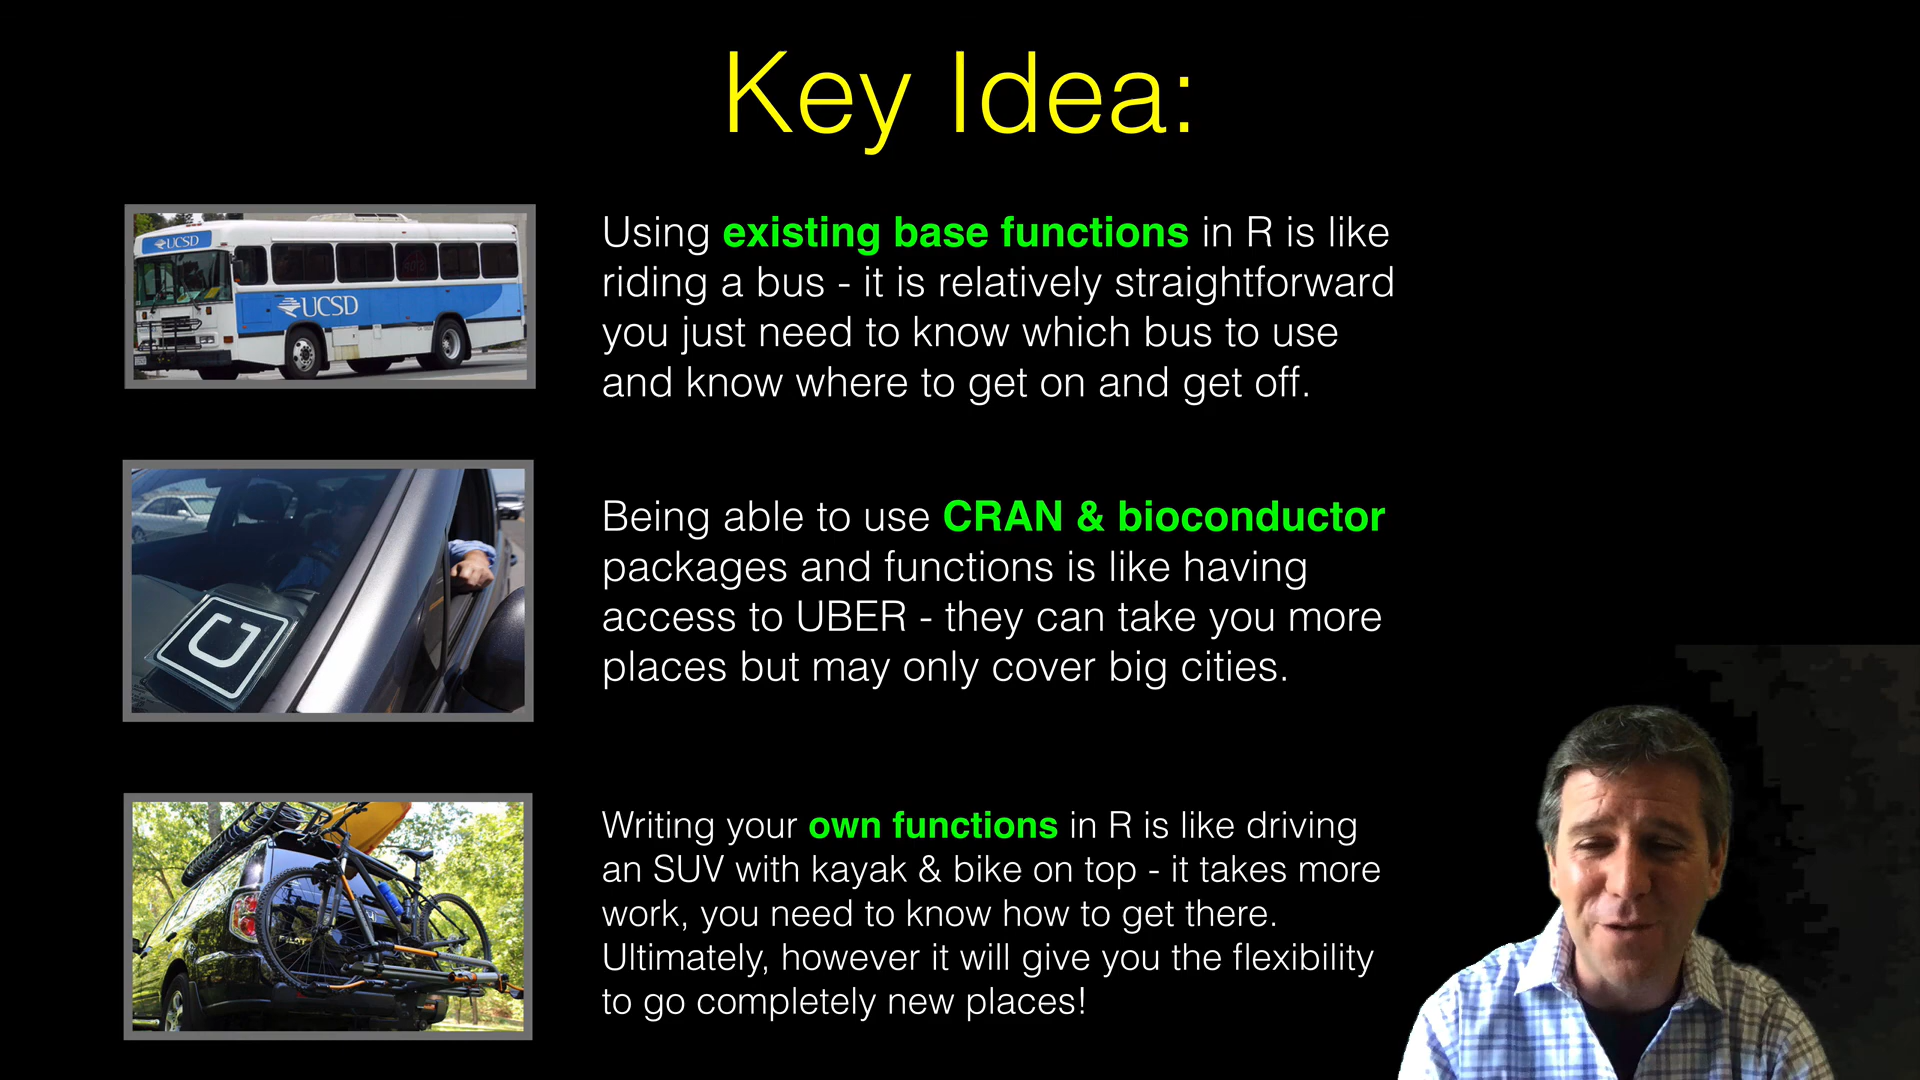 Key Idea:
UCSD
UCSD
Using existing base functions in R is like
riding a bus - it is relatively straightforward
you just need to know which bus to use
and know where to get on and get off.
Being able to use CRAN & bioconductor
packages and functions is like having
access to UBER - they can take you more
places but may only cover big cities.
Writing your own functions in R is like driving
an SUV with kayak & bike on top - it takes more
work, you need to know how to get there.
Ultimately, however it will give you the flexibility
to go completely new places!
PILOT